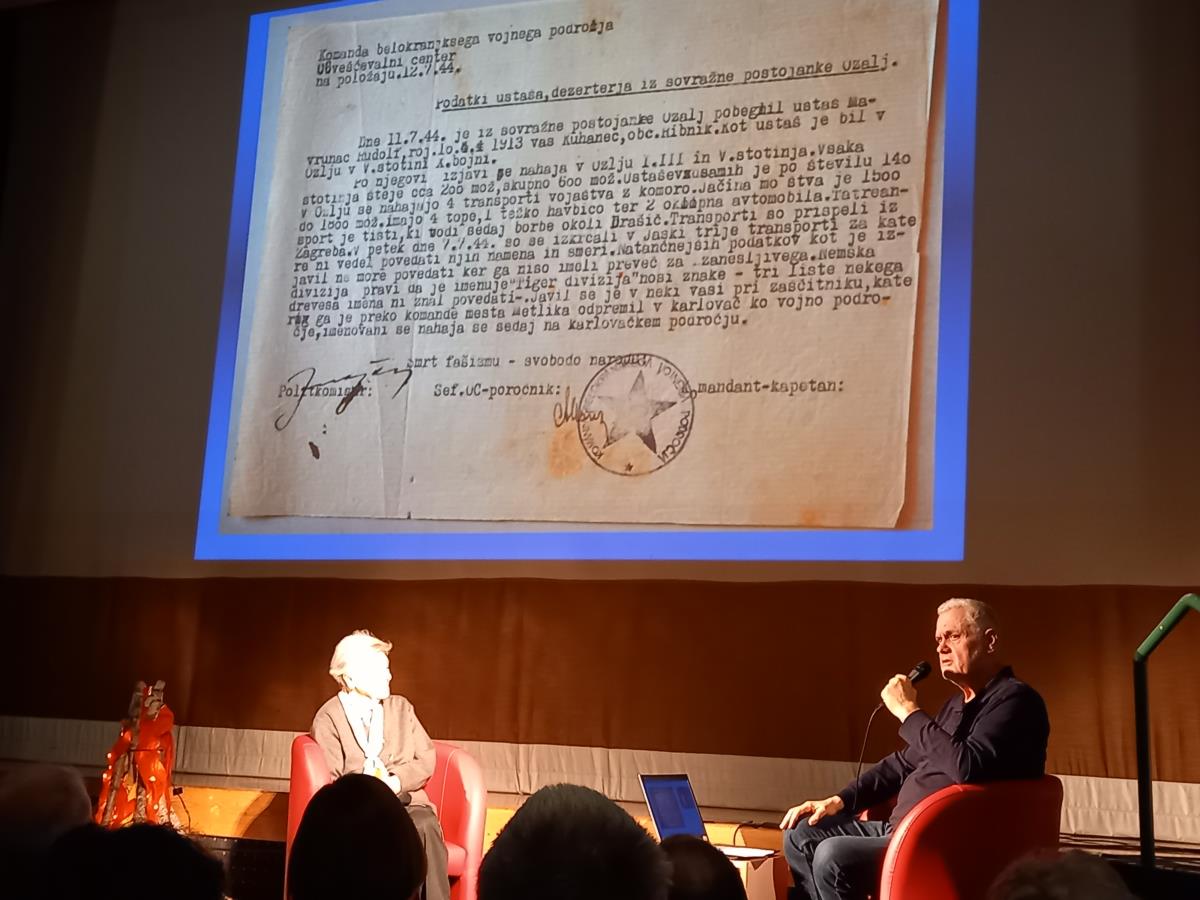 Komanda belokranjksega vojnega področja
Obveščevalni center
na položaju.12.7.44.
Podatki ustaša,dezerterja iz sovražne postojanke Ozalj.
Dne 11.7.44. je iz sovražne postojanke Ozalj pobegnil ustaš Ma-
vrunac Rudolf,roj.10. 1913 vas Kuhanec,obc.Ribnik.Kot ustaš je bil v
Ozlju v V.stotini X.bojni.
Po njegovi izjavi se nahaja v Ozlju I.III in V.stotinja.Vsaka
stotinja šteje cca 200 mož,skupno 600 mož.Ustašev samih je po številu 140
v Ozlju se nahajajo 4 transporti vojaštva z komoro.Jačina mo štva je 1500
do 1600 mož.imajo 4 tope,1 težko havbico ter 2 avtomobila.
sport je tisti,ki vodi sedaj borbe okoli Drašič.Transporti so prispeli iz
Zagreba.V petek dne 7.7.44. so se izkrcali v Jaski trije transporti za kate
re ni vedel povedati njin namena in smeri.Natančnejših podatkov kot je iz-
javil ne more povedati ker ga niso imeli preveč za zanesljivega.Nemška
divizija pravi da je imenuje"Tiger divizija"nosi znake - tri liste nekega
drevesa imena ni znal povedati-.Javil se je v neki vasi pri zaščitniku,kate
ri ga je preko komande mesta Metlika odpremil v karlovač ko vojno podro-
čje,imenovani se nahaja se sedaj na karlovačkem področju.
Smrt fašizmu - svobodo narodu!
Politkomisar: Šef.OC-poročnik: mandant-kapetan: